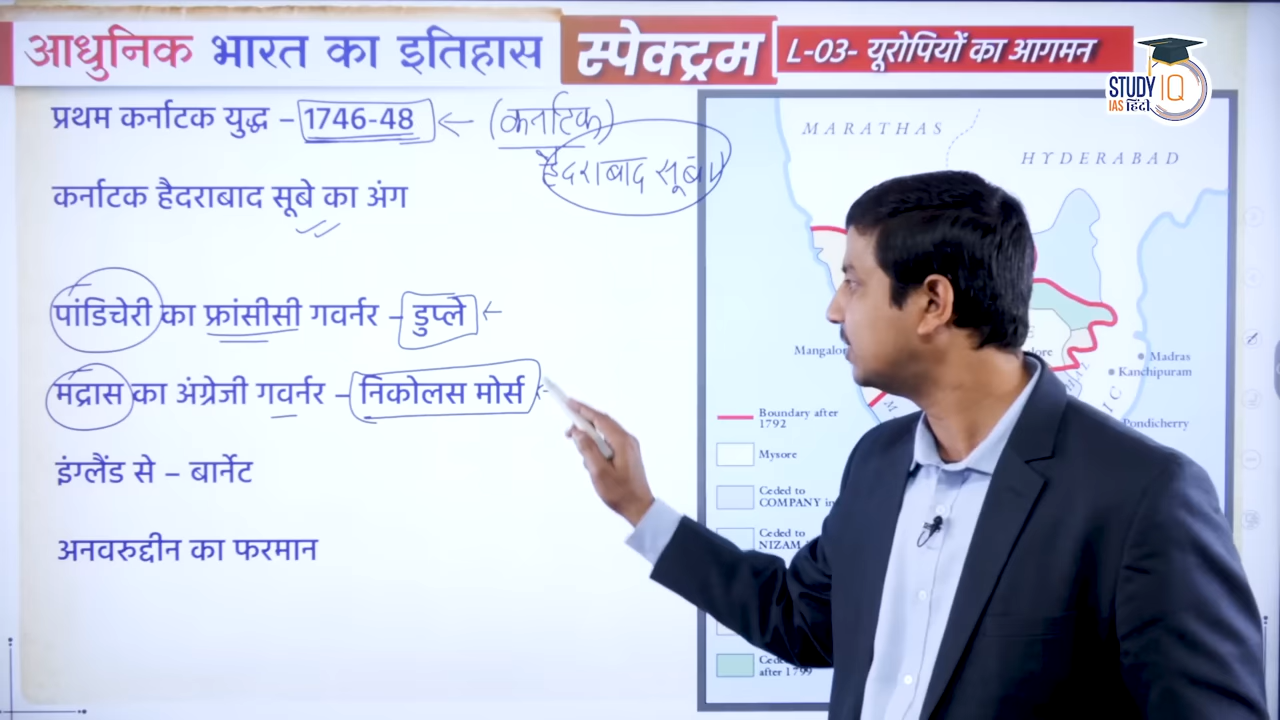 आधुनिक भारत का इतिहास
स्पेक्ट्रम
L-03- यूरोपियों का आगमन
STUDY IQ
IAS हिंदी
प्रथम कर्नाटक युद्ध – 1746-48 ← (कर्नाटक)
हैदराबाद सूबा
कर्नाटक हैदराबाद सूबे का अंग
पांडिचेरी का फ्रांसीसी गवर्नर – डुप्ले ←
मद्रास का अंग्रेजी गवर्नर – निकोलस मोर्स ←
इंग्लैंड से – बार्नेट
अनवरुद्दीन का फरमान
MARATHAS
HYDERABAD
Madras
Kanchipuram
Pondicherry
Boundary after
1792
Mysore
Ceded to
COMPANY in
Ceded to
NIZAM
after 1799